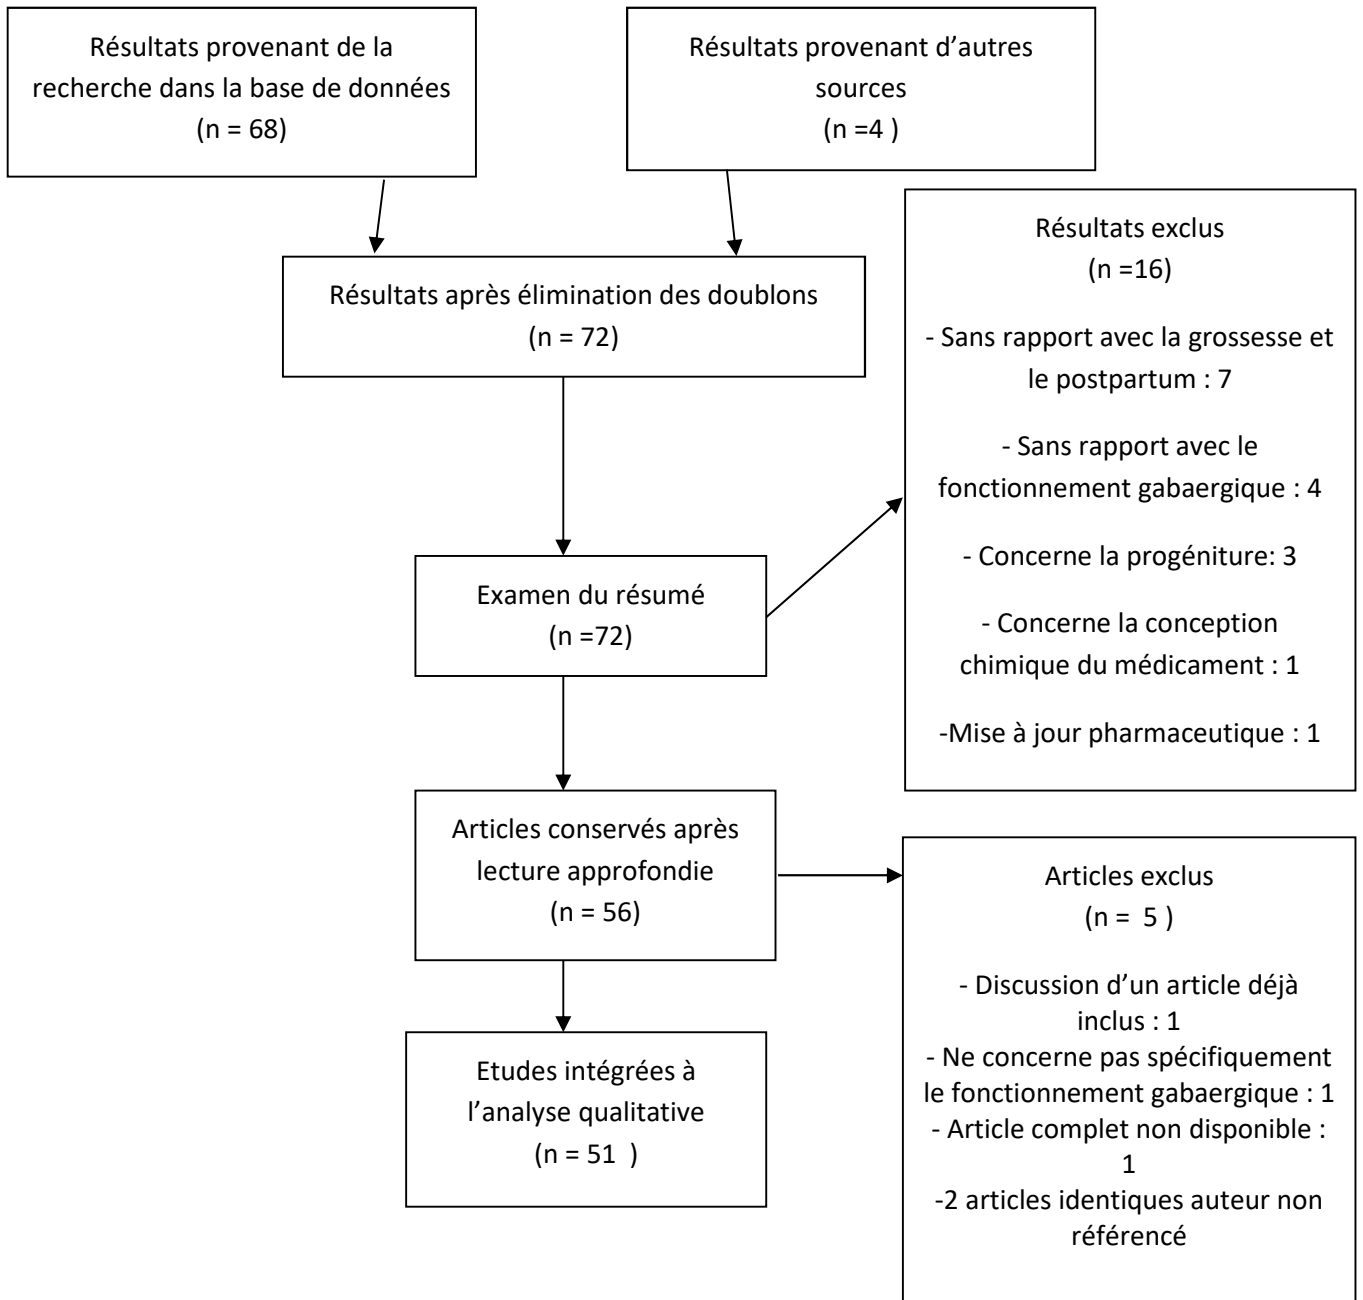 Résultats provenant de la
recherche dans la base de données
(n = 68)
Résultats provenant d’autres
sources
(n =4 )
Résultats après élimination des doublons
(n = 72)
Résultats exclus
(n =16)
- Sans rapport avec la grossesse et
le postpartum : 7
- Sans rapport avec le
fonctionnement gabaergique : 4
- Concerne la progéniture: 3
- Concerne la conception
chimique du médicament : 1
-Mise à jour pharmaceutique : 1
Examen du résumé
(n =72)
Articles conservés après
lecture approfondie
(n = 56)
Articles exclus
(n =  5 )
- Discussion d’un article déjà
inclus : 1
- Ne concerne pas spécifiquement
le fonctionnement gabaergique : 1
- Article complet non disponible :
1
-2 articles identiques auteur non
référencé
Etudes intégrées à
l’analyse qualitative
(n = 51  )